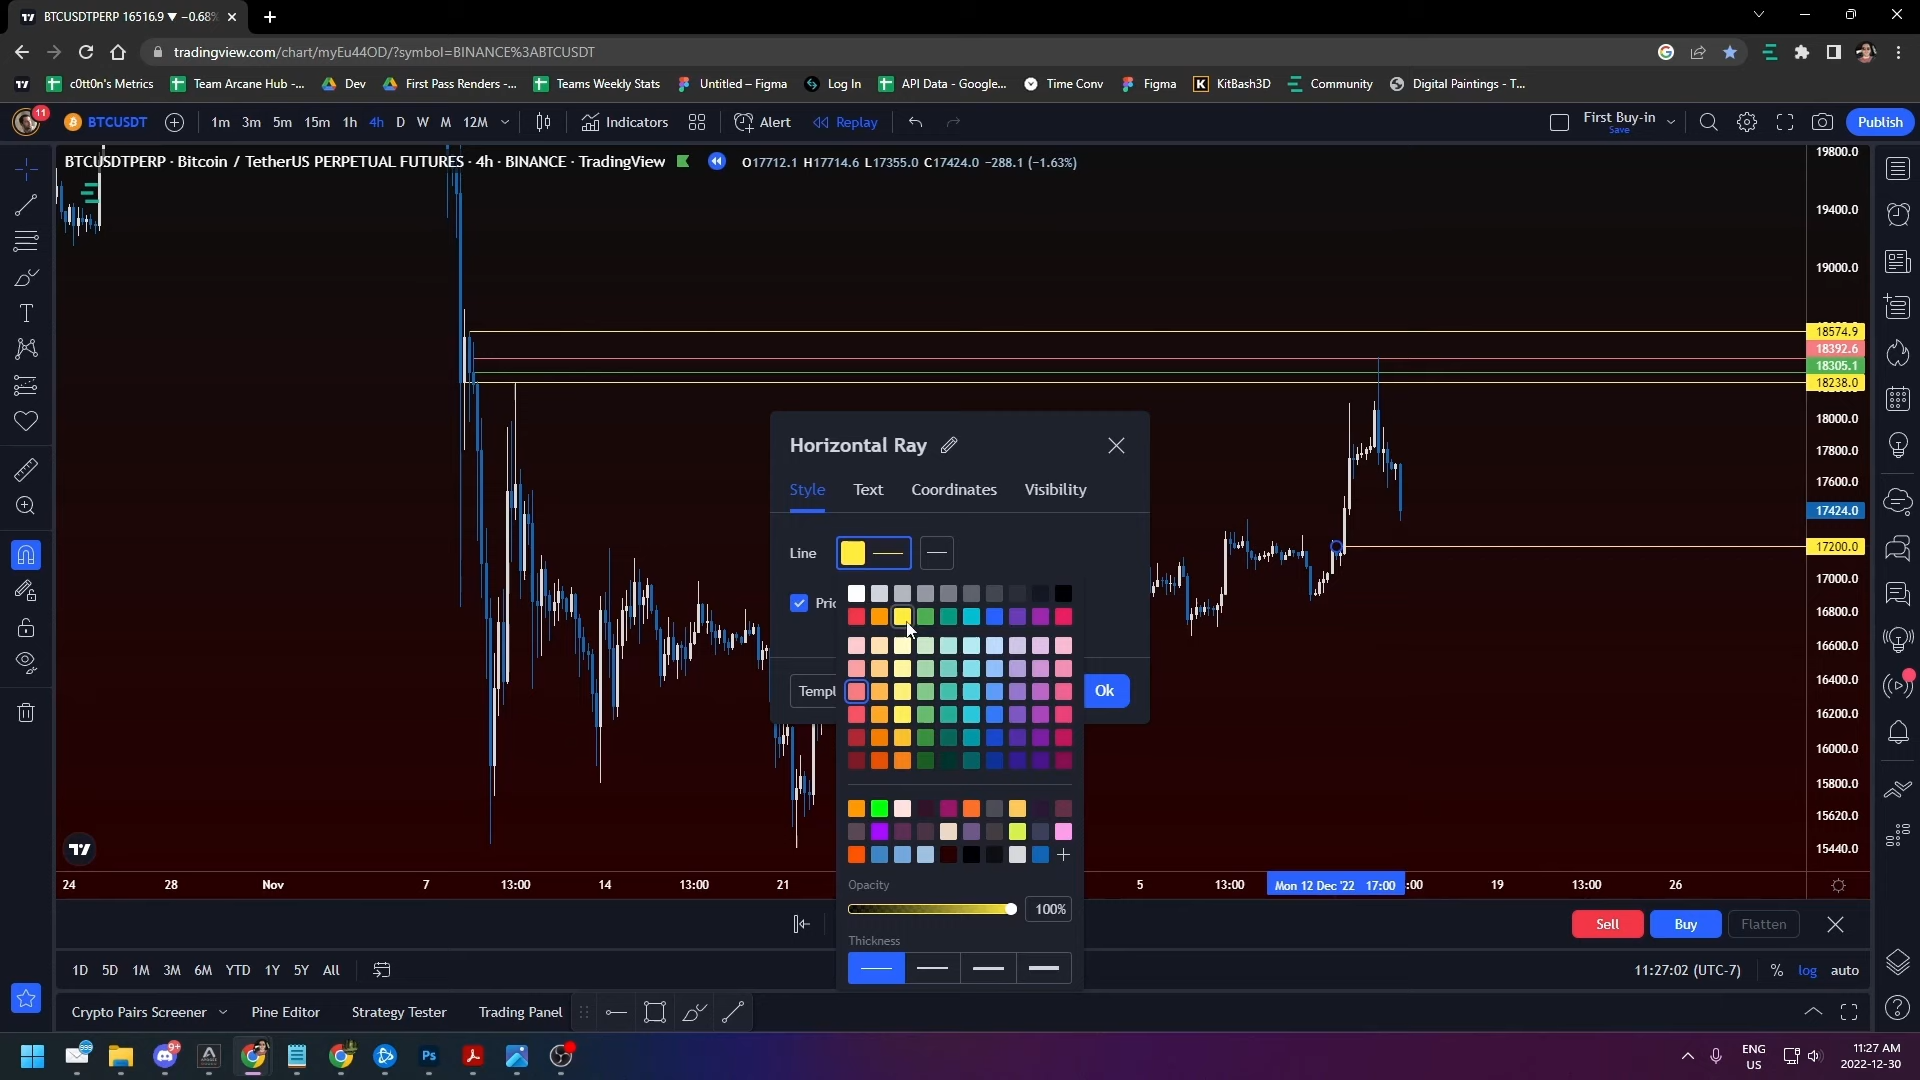 BTCUSDTPERP 16516.9 ▼ −0.68%
tradingview.com/chart/myEu44OD/?symbol=BINANCE%3ABTCUSDT
c0tt0n's Metrics
Team Arcane Hub -...
Dev
First Pass Renders -...
Teams Weekly Stats
Untitled – Figma
Log In
API Data - Google...
Time Conv
Figma
KitBash3D
Community
Digital Paintings - T...
11
BTCUSDT
1m 3m 5m 15m 1h 4h D W M 12M
Indicators
Alert
Replay
First Buy-in
Save
Publish
BTCUSDTPERP · Bitcoin / TetherUS PERPETUAL FUTURES · 4h · BINANCE · TradingView
O17712.1 H17714.6 L17355.0 C17424.0 −288.1 (−1.63%)
19800.0
19400.0
19000.0
18574.9
18392.6
18305.1
18238.0
18000.0
17800.0
17600.0
17424.0
17200.0
17000.0
16800.0
16600.0
16400.0
16200.0
16000.0
15800.0
15620.0
15440.0
Horizontal Ray
Style Text Coordinates Visibility
Line
Pric
Templ
Ok
Opacity
100%
Thickness
24 28 Nov 7 13:00 14 13:00 21 5 13:00 Mon 12 Dec '22 17:00 :00 19 13:00 26
Sell Buy Flatten
1D 5D 1M 3M 6M YTD 1Y 5Y All
11:27:02 (UTC-7) % log auto
Crypto Pairs Screener Pine Editor Strategy Tester Trading Panel
9+
Ps
ENG
US
11:27 AM
2022-12-30